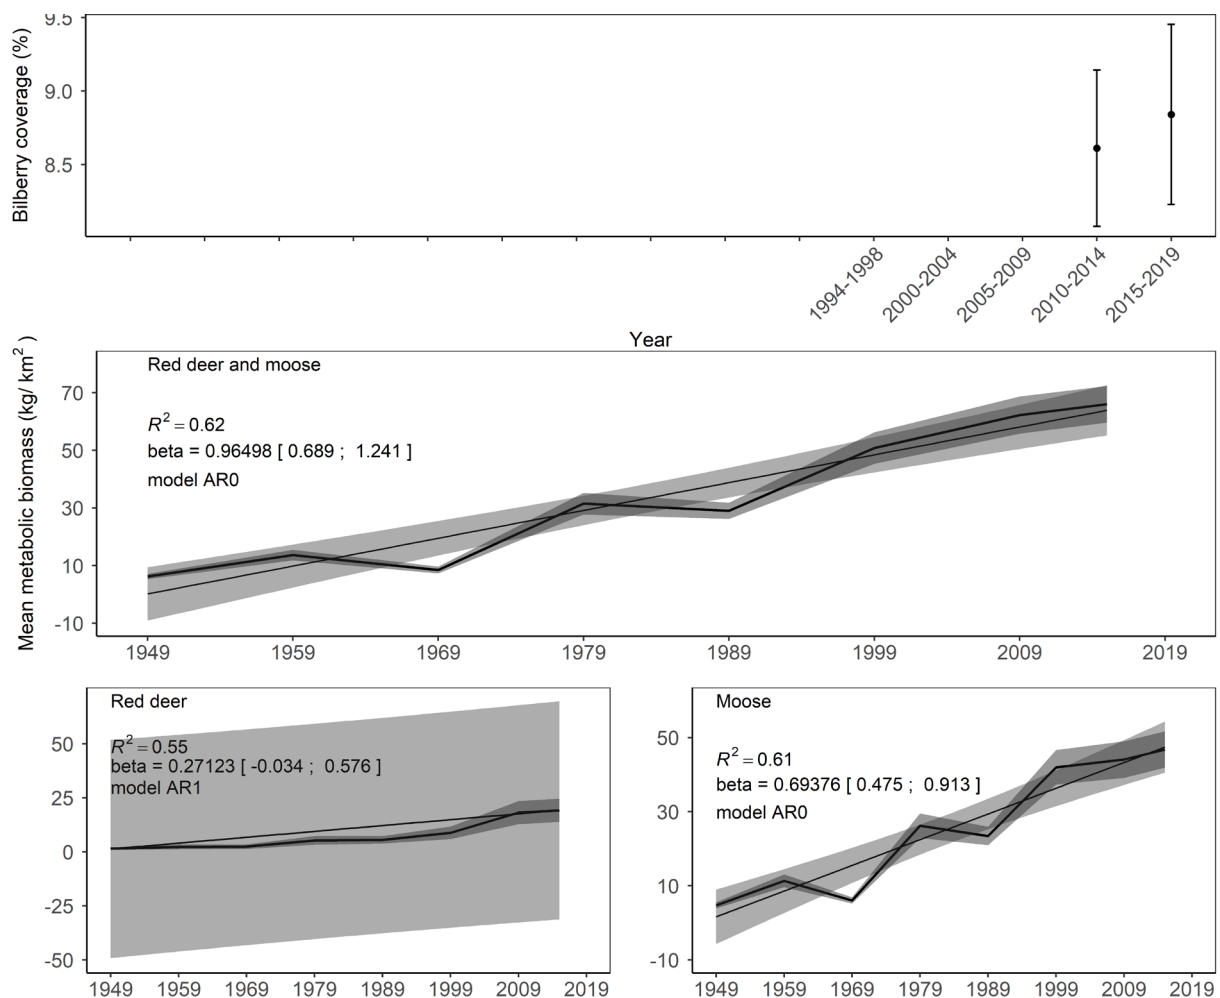 Bilberry coverage (%)
9.5
9.0
8.5
1994-1998
2000-2004
2005-2009
2010-2014
2015-2019
Year
Mean metabolic biomass (kg/ km²)
Red deer and moose
R² = 0.62
beta = 0.96498 [ 0.689 ; 1.241 ]
model AR0
70
50
30
10
-10
1949 1959 1969 1979 1989 1999 2009 2019
Red deer
R² = 0.55
beta = 0.27123 [ -0.034 ; 0.576 ]
model AR1
50
25
0
-25
-50
1949 1959 1969 1979 1989 1999 2009 2019
Moose
R² = 0.61
beta = 0.69376 [ 0.475 ; 0.913 ]
model AR0
50
30
10
-10
1949 1959 1969 1979 1989 1999 2009 2019